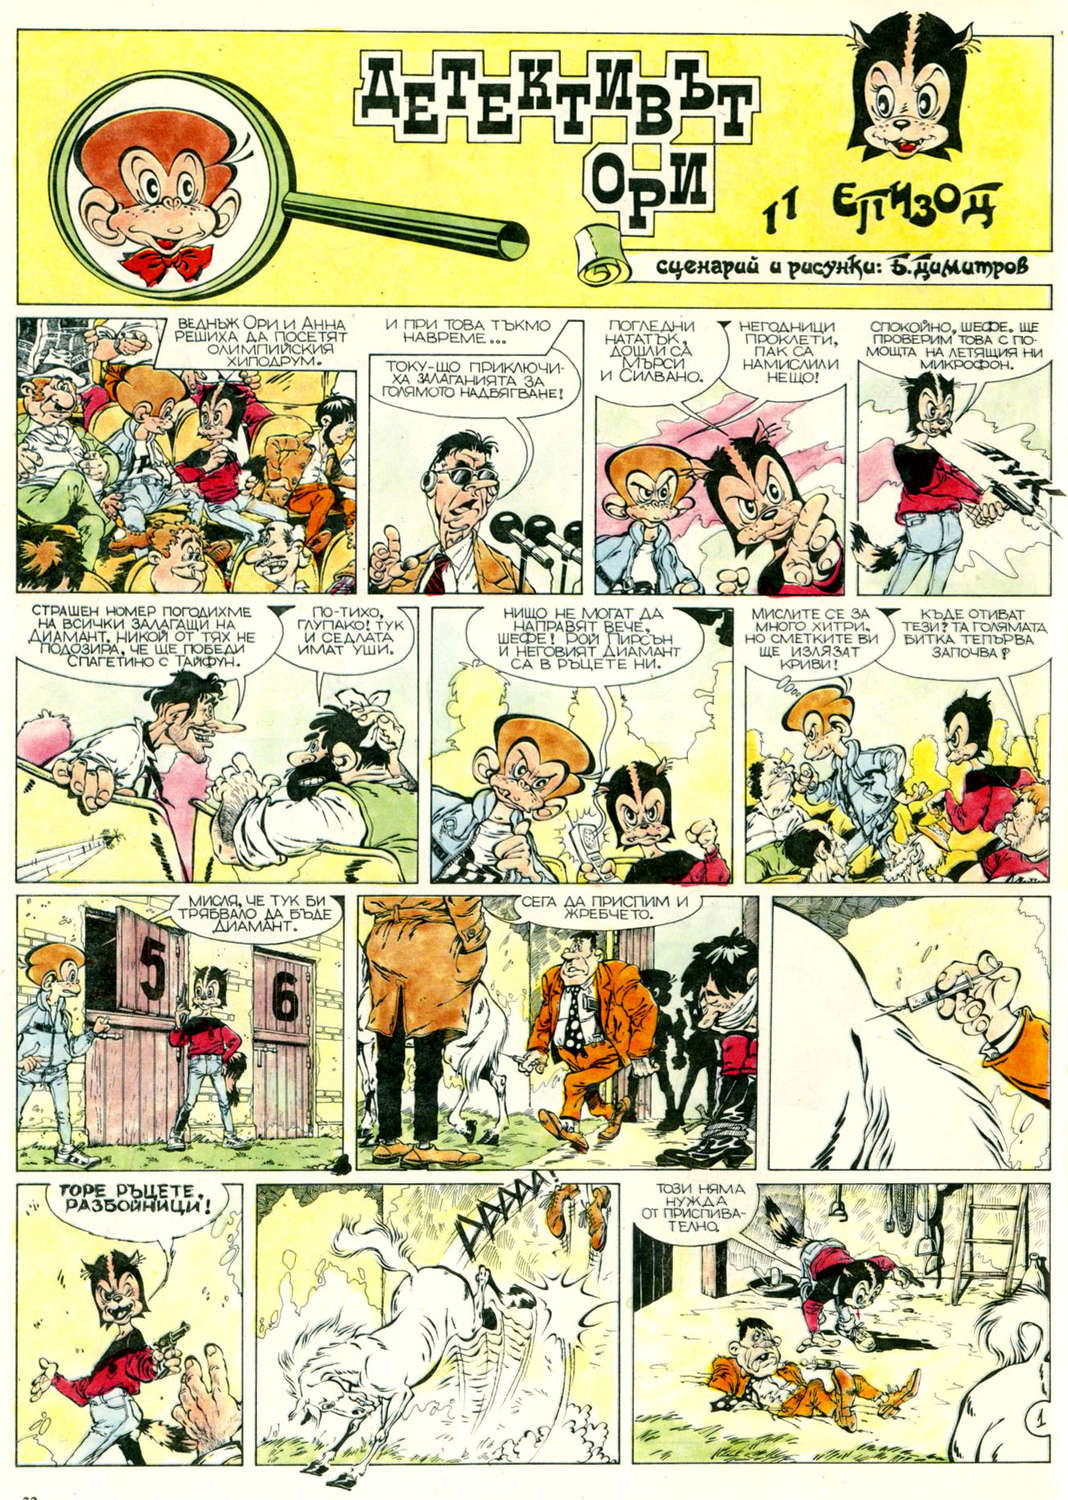 ДЕТЕКТИВЪТ
ОРИ
11 ЕПИЗОД
сценарий и рисунки: Б. Димитров
ВЕДНЪЖ ОРИ И АННА
РЕШИХА ДА ПОСЕТЯТ
ОЛИМПИЙСКИЯ
ХИПОДРУМ.
И ПРИ ТОВА ТЪКМО
НАВРЕМЕ...
ТОКУ-ЩО ПРИКЛЮЧИ-
ХА ЗАЛАГАНИЯТА ЗА
ГОЛЯМОТО НАДБЯГВАНЕ!
ПОГЛЕДНИ
НАТАТЪК,
ДОШЛИ СА
МЪРСИ
И СИЛВАНО.
НЕГОДНИЦИ
ПРОКЛЕТИ,
ПАК СА
НАМИСЛИЛИ
НЕЩО!
СПОКОЙНО, ШЕФЕ. ЩЕ
ПРОВЕРИМ ТОВА С ПО-
МОЩТА НА ЛЕТЯЩИЯ НИ
МИКРОФОН.
ПУК
СТРАШЕН НОМЕР ПОГОДИХМЕ
НА ВСИЧКИ ЗАЛАГАЩИ НА
ДИАМАНТ, НИКОЙ ОТ ТЯХ НЕ
ПОДОЗИРА, ЧЕ ЩЕ ПОБЕДИ
СПАГЕТИНО С ТАЙФУН.
ПО-ТИХО,
ГЛУПАКО! ТУК
И СЕДЛАТА
ИМАТ УШИ.
НИЩО НЕ МОГАТ ДА
НАПРАВЯТ ВЕЧЕ,
ШЕФЕ! РОЙ ПИРСЪН
И НЕГОВИЯТ ДИАМАНТ
СА В РЪЦЕТЕ НИ.
МИСЛИТЕ СЕ ЗА
МНОГО ХИТРИ,
НО СМЕТКИТЕ ВИ
ЩЕ ИЗЛЯЗАТ
КРИВИ!
КЪДЕ ОТИВАТ
ТЕЗИ? ТА ГОЛЯМАТА
БИТКА ТЕПЪРВА
ЗАПОЧВА?
МИСЛЯ, ЧЕ ТУК БИ
ТРЯБВАЛО ДА БЪДЕ
ДИАМАНТ.
5
6
СЕГА ДА ПРИСПИМ И
ЖРЕБЧЕТО.
ГОРЕ РЪЦЕТЕ,
РАЗБОЙНИЦИ!
ДАААА!
ТОЗИ НЯМА
НУЖДА
ОТ ПРИСПИВА-
ТЕЛНО.
1